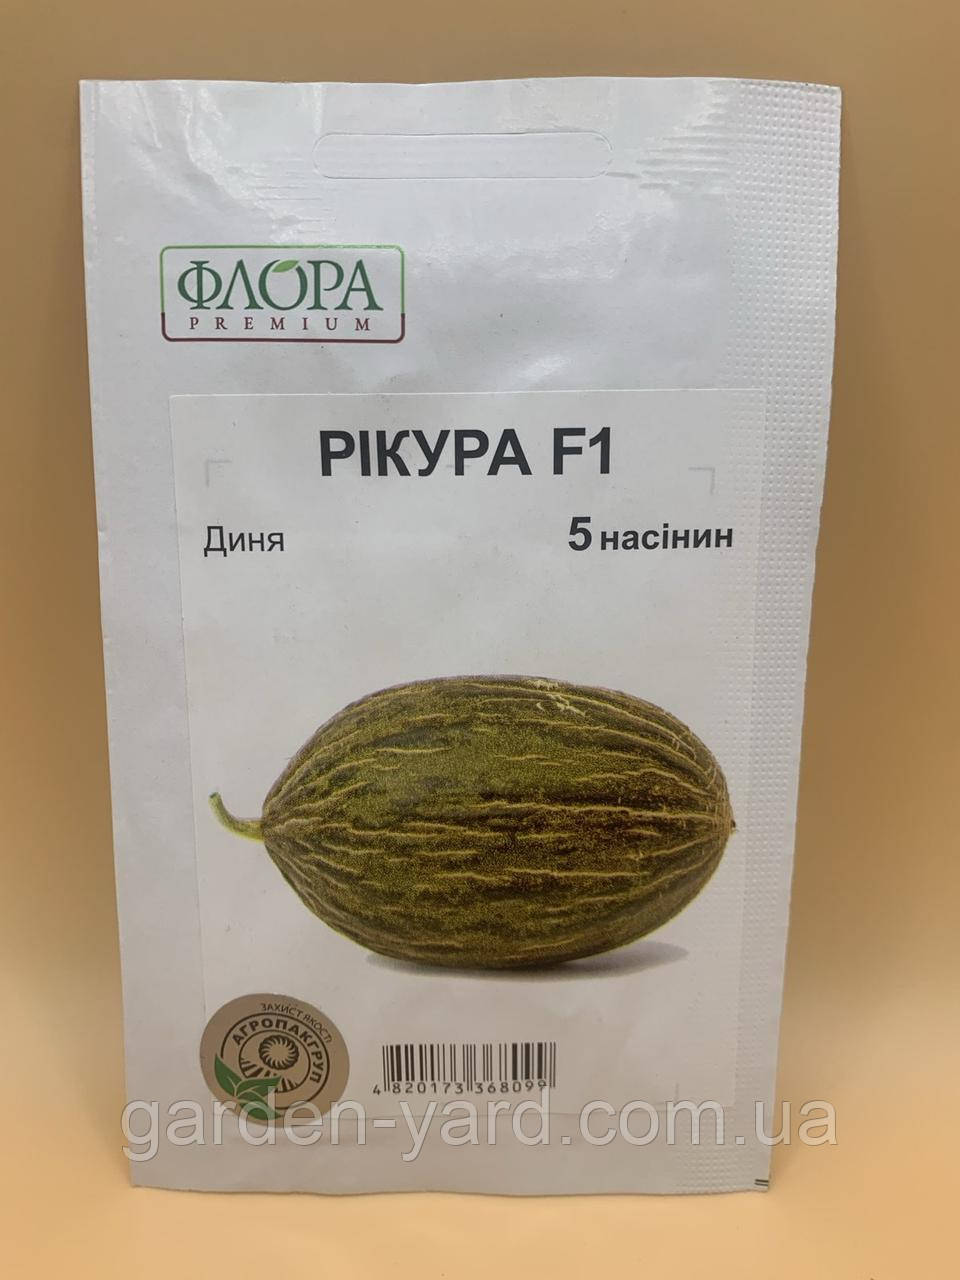 ФЛОРА
PREMIUM
РІКУРА F1
Диня
5 насінин
ЗАХИСТ ЯКОСТІ
АГРОПАКГРУП
4 820173 368099
garden-yard.com.ua